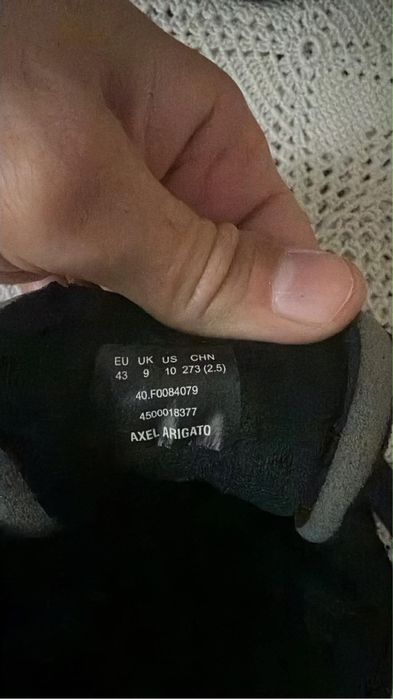 EU UK US CHN
43 9 10 273 (2.5)
40.F0084079
4500018377
AXEL ARIGATO